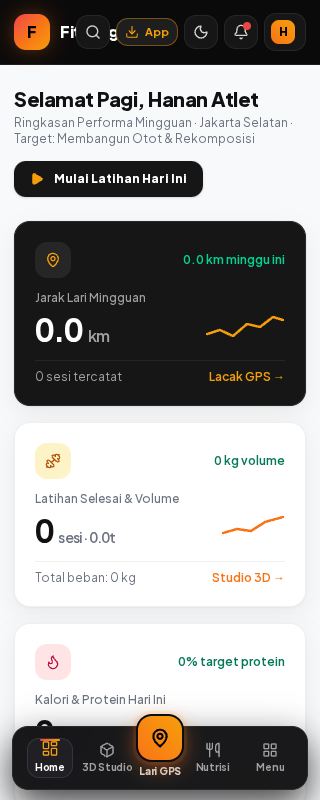 F
App
H
Selamat Pagi, Hanan Atlet
Ringkasan Performa Mingguan · Jakarta Selatan ·
Target: Membangun Otot & Rekomposisi
Mulai Latihan Hari Ini
0.0 km minggu ini
Jarak Lari Mingguan
0.0 km
0 sesi tercatat
Lacak GPS →
0 kg volume
Latihan Selesai & Volume
0 sesi · 0.0t
Total beban: 0 kg
Studio 3D →
0% target protein
Kalori & Protein Hari Ini
Home
3D Studio
Lari GPS
Nutrisi
Menu